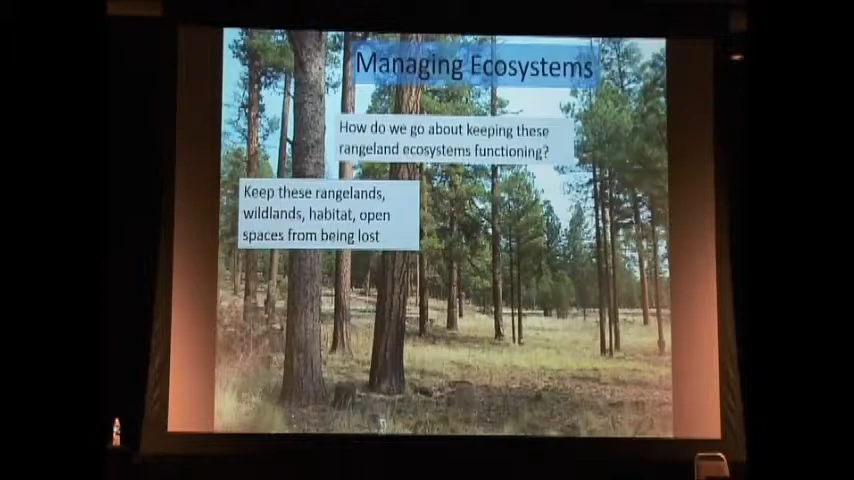 Managing Ecosystems
How do we go about keeping these
rangeland ecosystems functioning?
Keep these rangelands,
wildlands, habitat, open
spaces from being lost